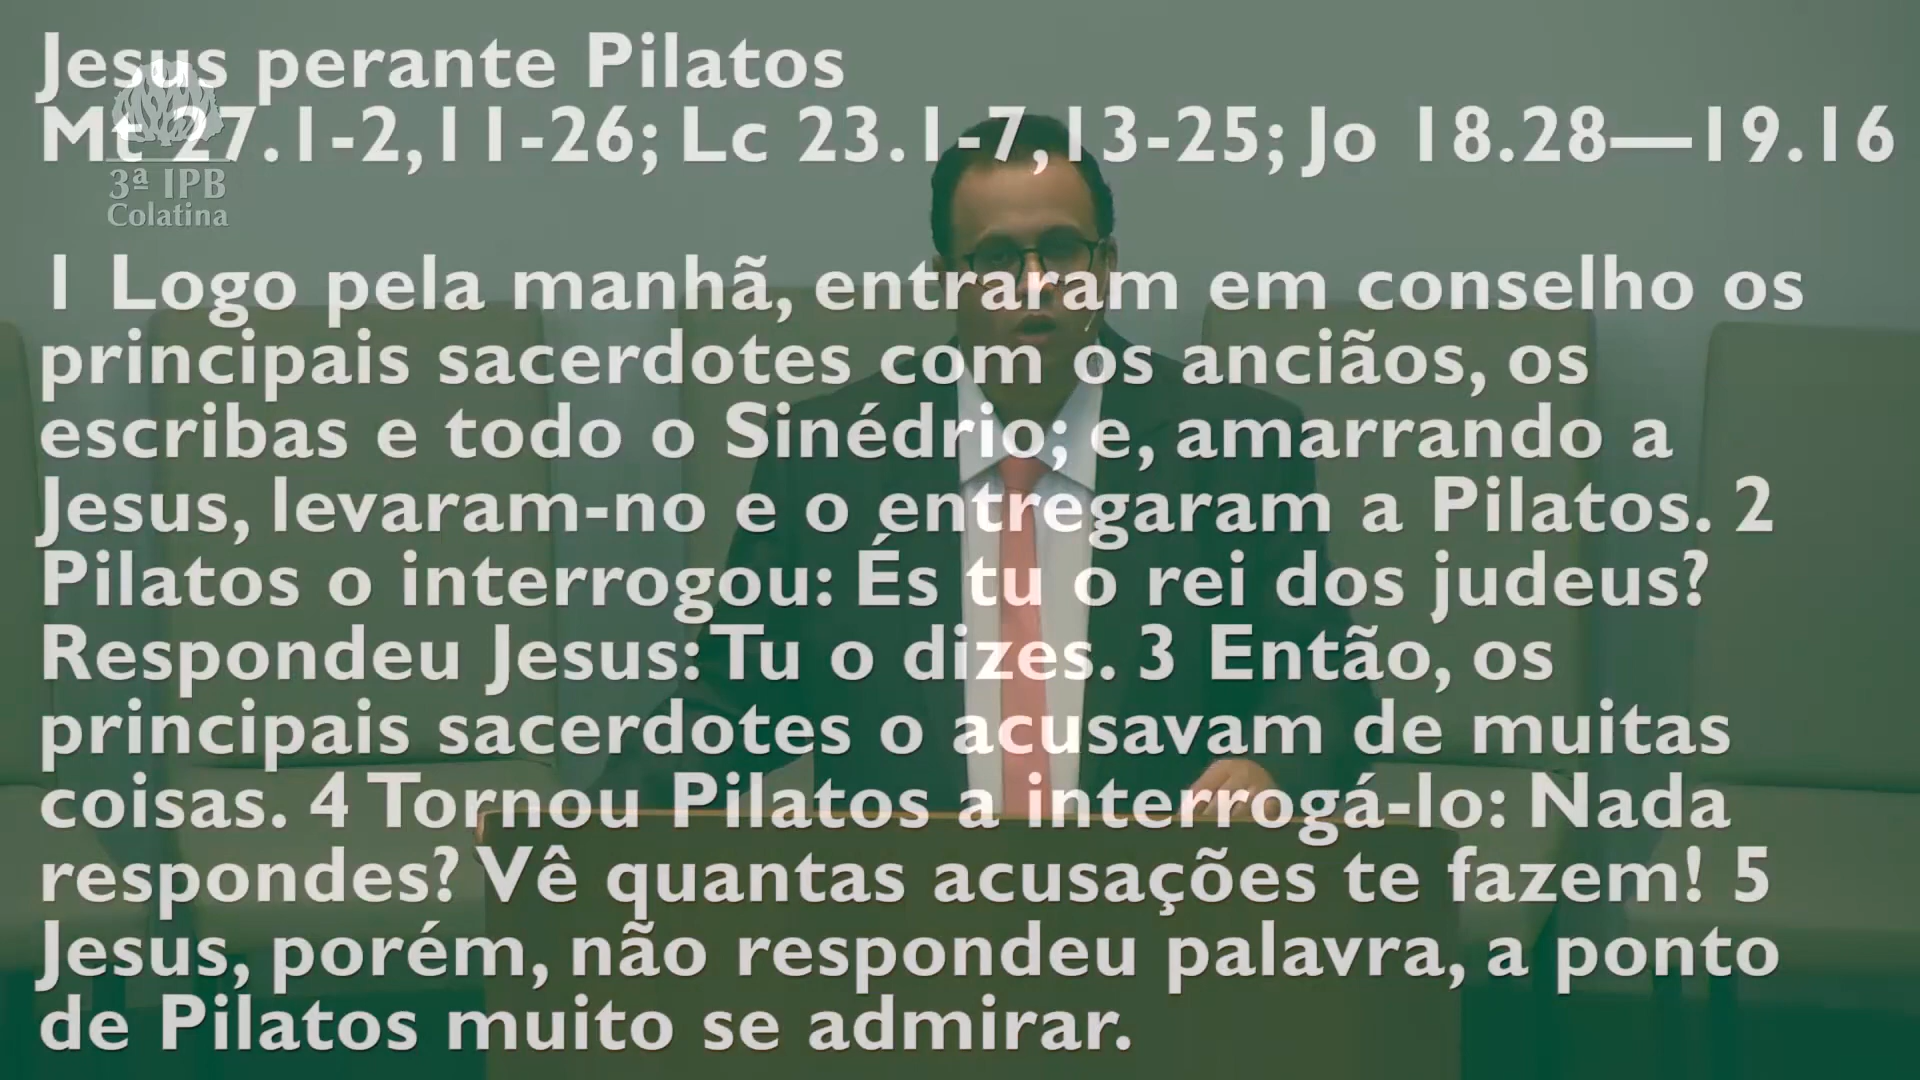 Jesus perante Pilatos
Mt 27.1-2,11-26; Lc 23.1-7,13-25; Jo 18.28—19.16
3ª IPB
Colatina
1 Logo pela manhã, entraram em conselho os
principais sacerdotes com os anciãos, os
escribas e todo o Sinédrio; e, amarrando a
Jesus, levaram-no e o entregaram a Pilatos. 2
Pilatos o interrogou: És tu o rei dos judeus?
Respondeu Jesus: Tu o dizes. 3 Então, os
principais sacerdotes o acusavam de muitas
coisas. 4 Tornou Pilatos a interrogá-lo: Nada
respondes? Vê quantas acusações te fazem! 5
Jesus, porém, não respondeu palavra, a ponto
de Pilatos muito se admirar.